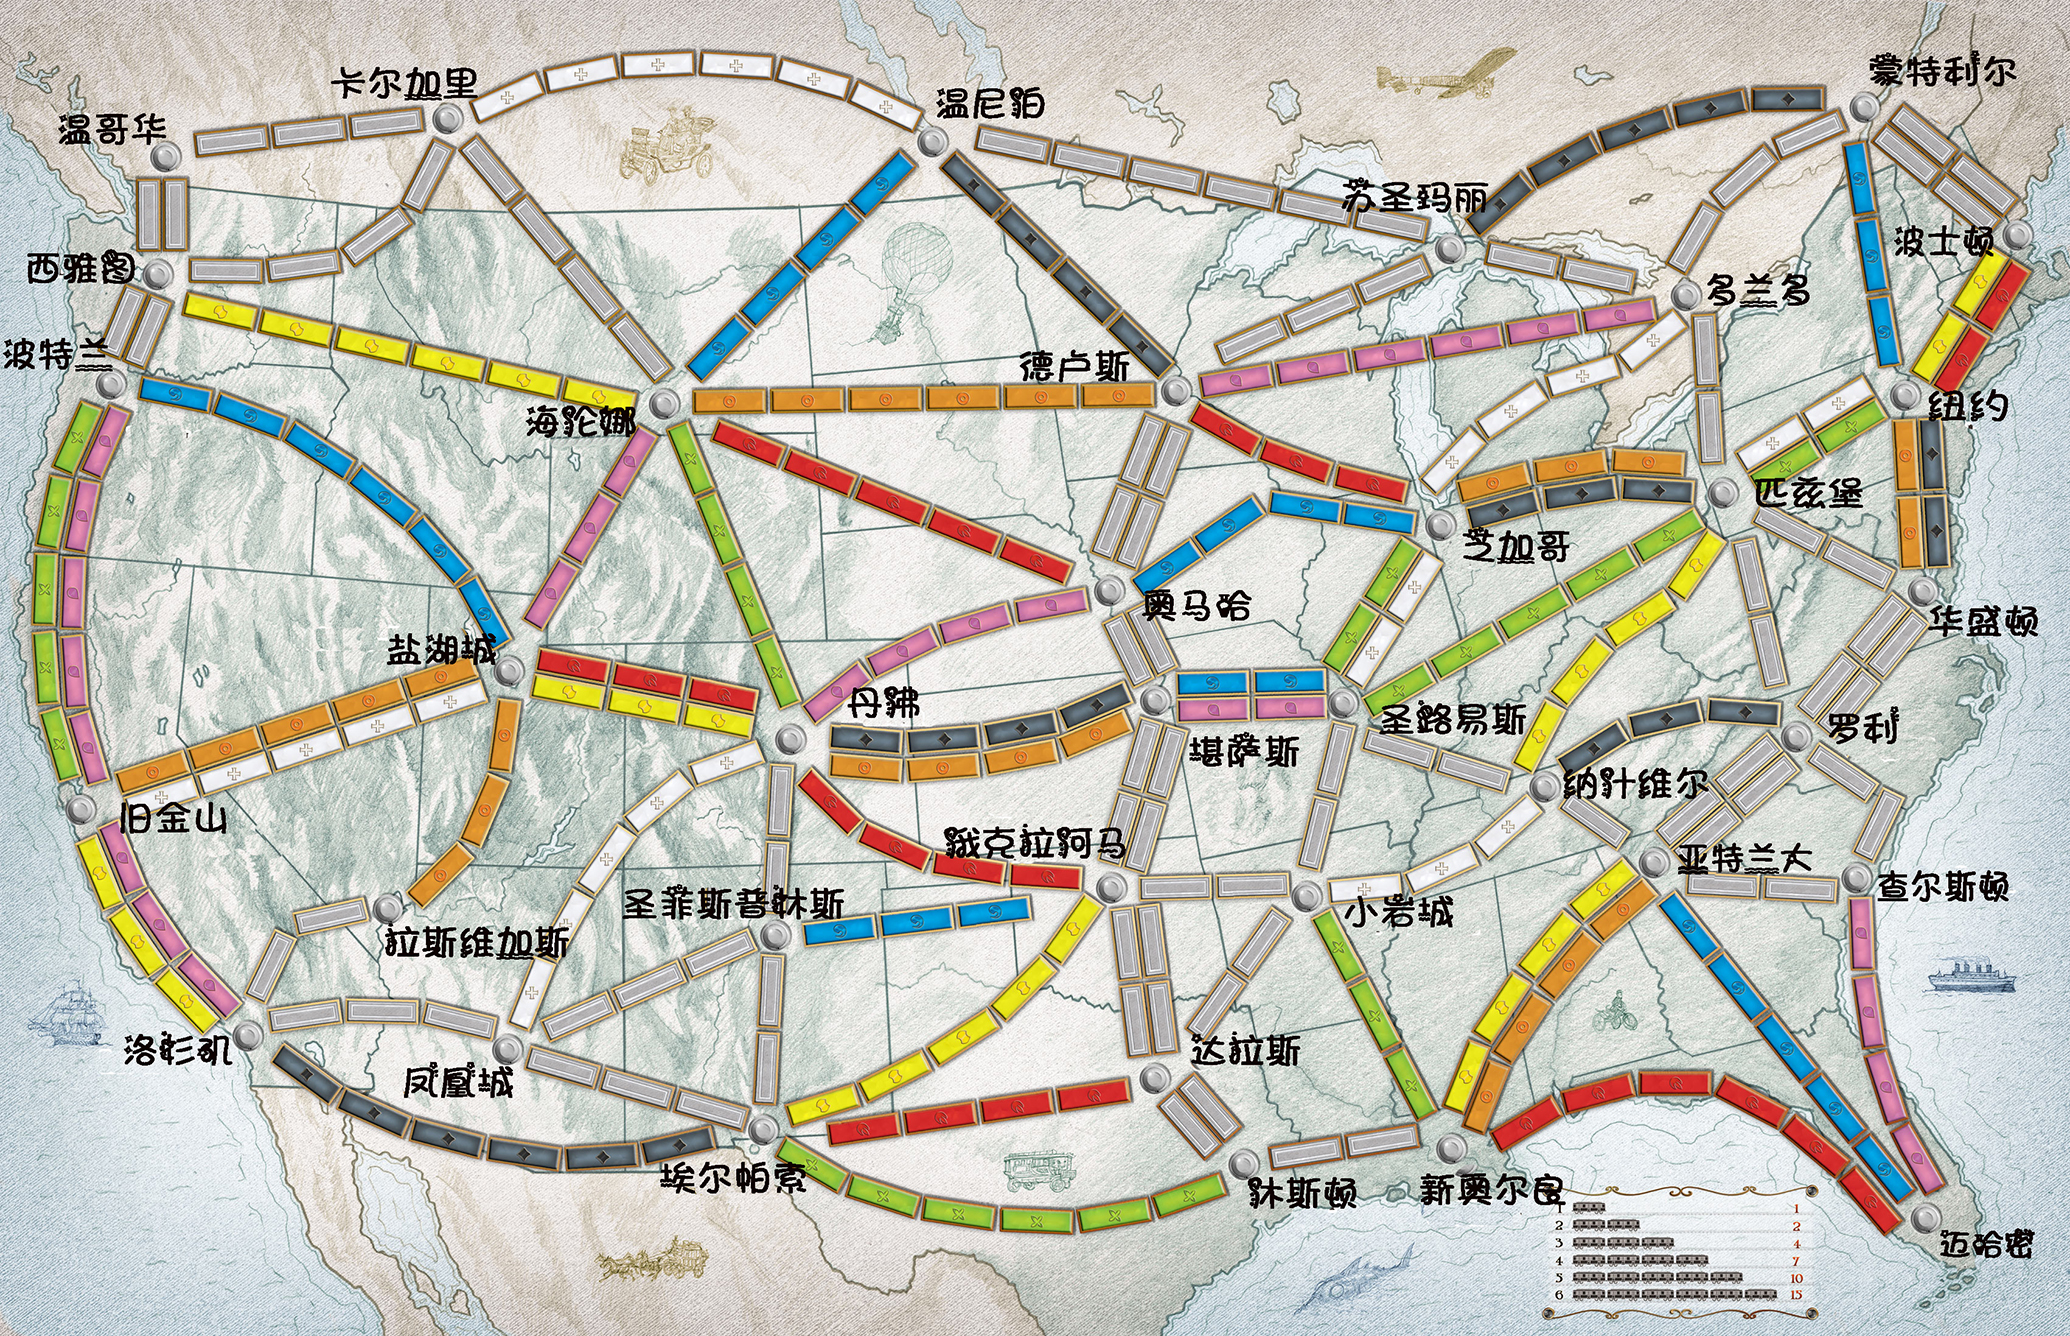 蒙特利尔
卡尔加里
温尼泊
温哥华
苏圣玛丽
波士顿
西雅图
多兰多
波特兰
德卢斯
纽约
海伦娜
匹兹堡
芝加哥
奥马哈
华盛顿
盐湖城
丹佛
圣路易斯
罗利
堪萨斯
纳什维尔
旧金山
俄克拉阿马
亚特兰大
查尔斯顿
圣菲斯普林斯
小岩城
拉斯维加斯
洛杉矶
达拉斯
凤凰城
埃尔帕索
休斯顿
新奥尔良
迈哈密
1 1
2 2
3 4
4 7
5 10
6 15